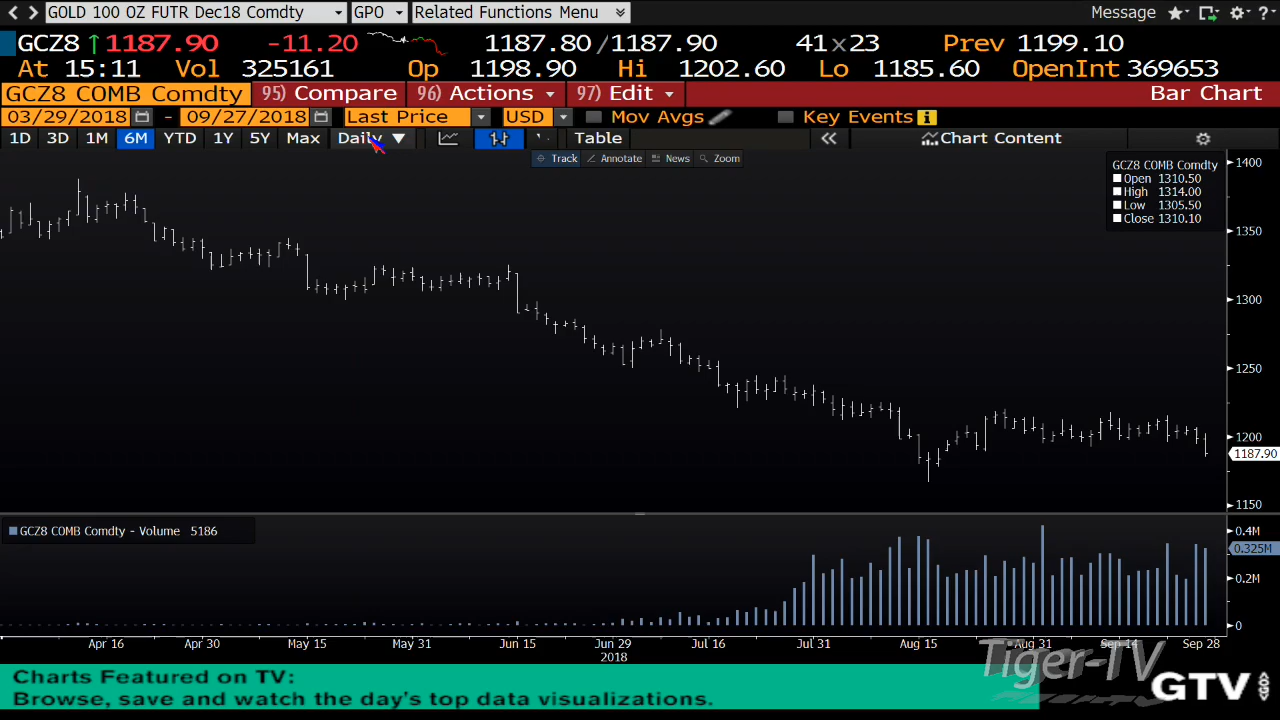 GOLD 100 OZ FUTR Dec18 Comdty GPO Related Functions Menu Message ?
GCZ8 ↑1187.90 -11.20 1187.80/1187.90 41x23 Prev 1199.10
At 15:11 Vol 325161 Op 1198.90 Hi 1202.60 Lo 1185.60 OpenInt 369653
GCZ8 COMB Comdty 95) Compare 96) Actions 97) Edit Bar Chart
03/29/2018 - 09/27/2018 Last Price USD Mov Avgs Key Events i
1D 3D 1M 6M YTD 1Y 5Y Max Daily ▼ Table « Chart Content
Track Annotate News Zoom
GCZ8 COMB Comdty
Open 1310.50
High 1314.00
Low 1305.50
Close 1310.10
1400
1350
1300
1250
1200
1187.90
1150
GCZ8 COMB Comdty - Volume 5186
0.4M
0.325M
0.2M
0
Apr 16 Apr 30 May 15 May 31 Jun 15 Jun 29 Jul 16 Jul 31 Aug 15 Aug 31 Sep 14 Sep 28
2018
Tiger-TV
Charts Featured on TV:
Browse, save and watch the day's top data visualizations.
GTV